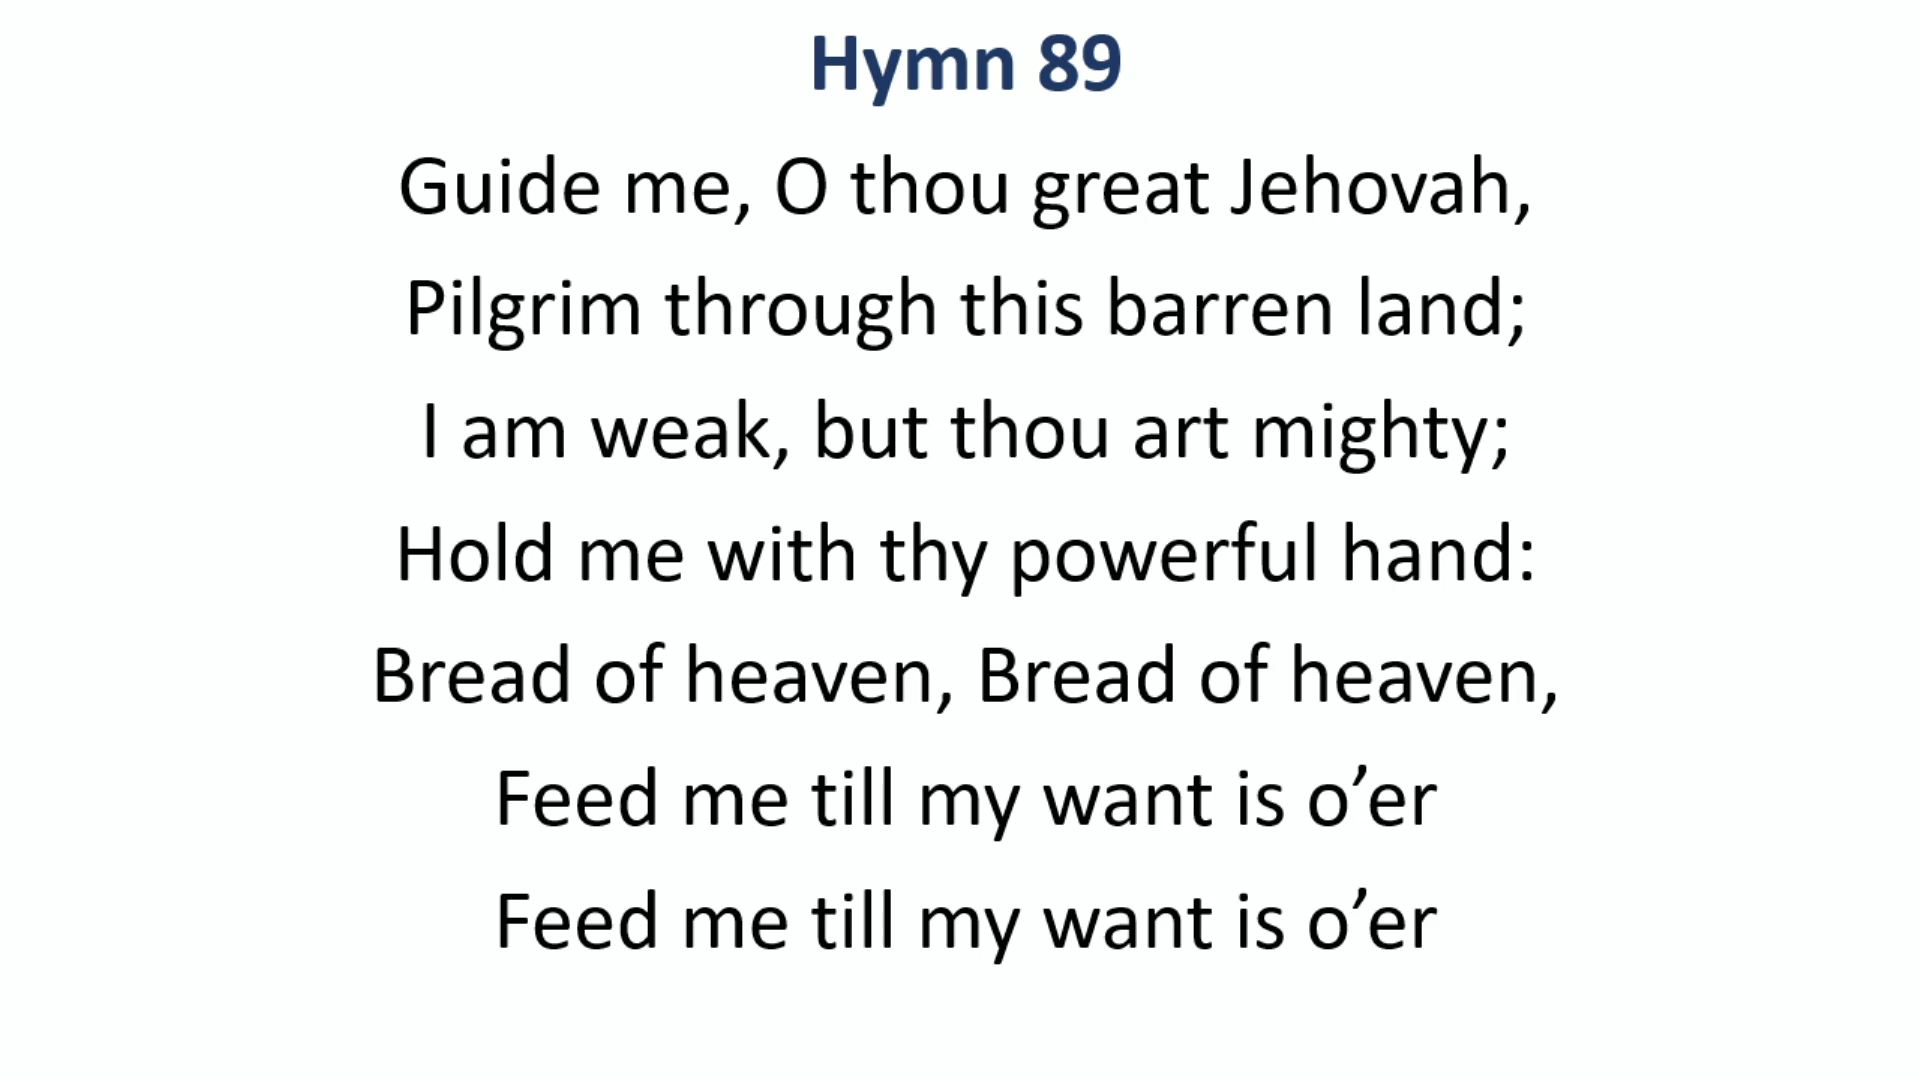 Hymn 89
Guide me, O thou great Jehovah,
Pilgrim through this barren land;
I am weak, but thou art mighty;
Hold me with thy powerful hand:
Bread of heaven, Bread of heaven,
Feed me till my want is o’er
Feed me till my want is o’er